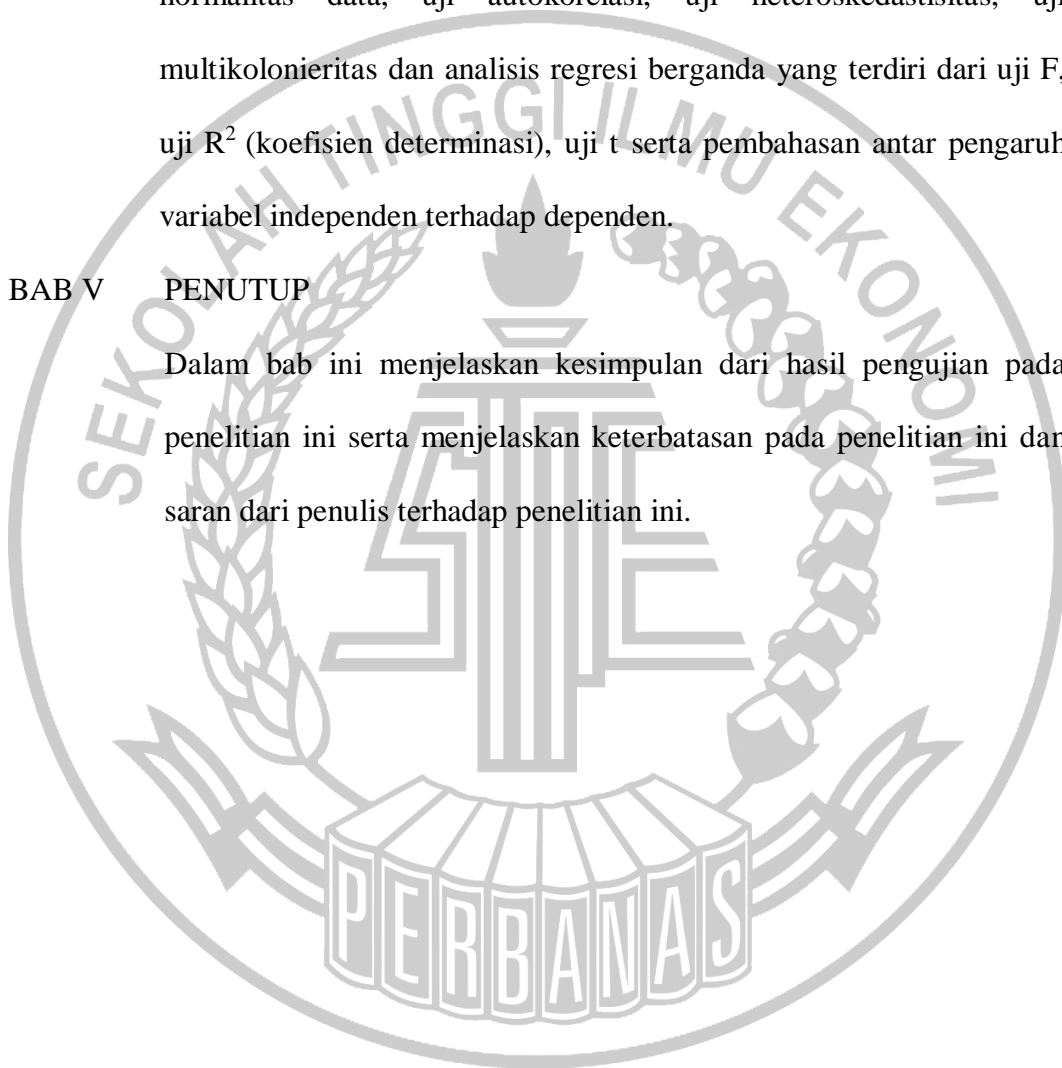 normalitas data, uji autokorelasi, uji heteroskedastisitas, uji
multikolonieritas dan analisis regresi berganda yang terdiri dari uji F,
uji R² (koefisien determinasi), uji t serta pembahasan antar pengaruh
variabel independen terhadap dependen.
BAB V PENUTUP
Dalam bab ini menjelaskan kesimpulan dari hasil pengujian pada
penelitian ini serta menjelaskan keterbatasan pada penelitian ini dan
saran dari penulis terhadap penelitian ini.
SEKOLAH TINGGI ILMU EKONOMI
STIE
PERBANAS